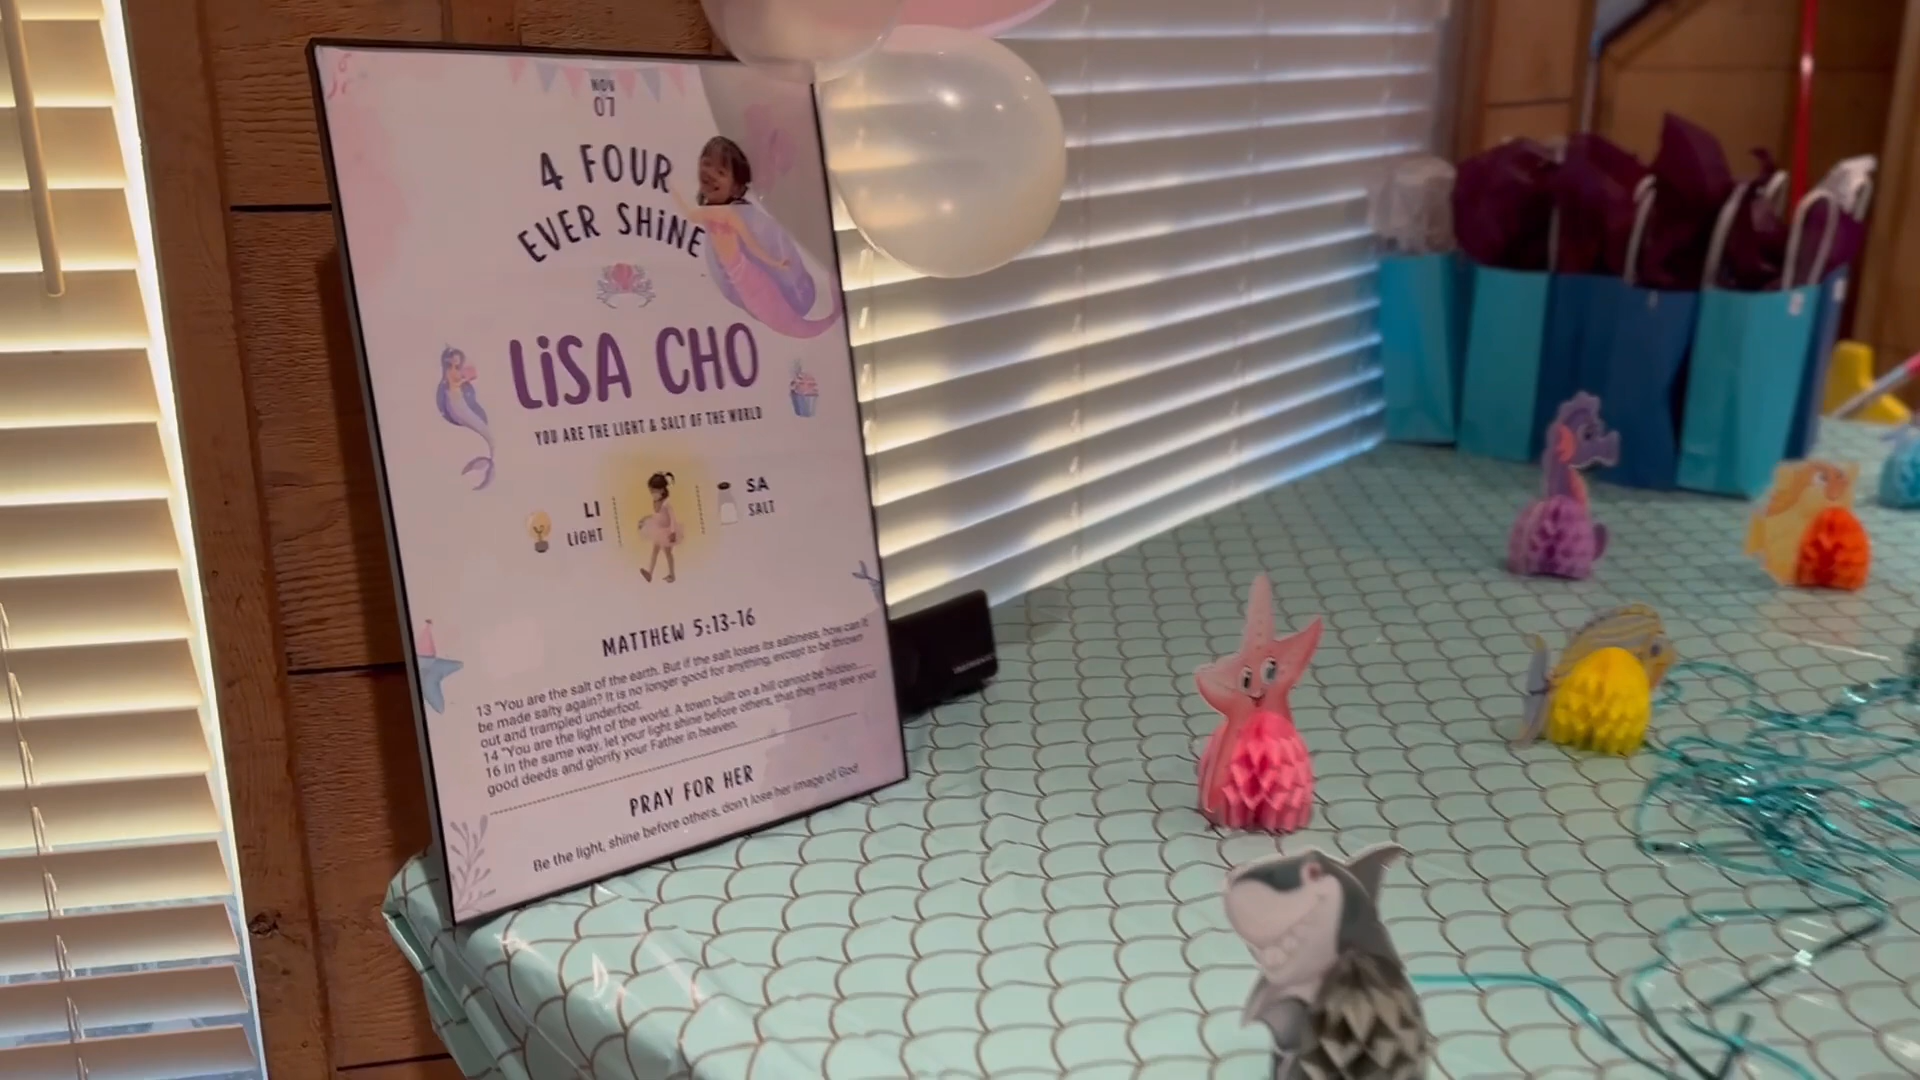 NOV
07
4 FOUR
EVER SHiNE
LiSA CHO
YOU ARE THE LIGHT & SALT OF THE WORLD
LI
LIGHT
SA
SALT
MATTHEW 5:13-16
13 "You are the salt of the earth. But if the salt loses its saltiness, how can it
be made salty again? It is no longer good for anything, except to be thrown
out and trampled underfoot.
14 "You are the light of the world. A town built on a hill cannot be hidden......
16 In the same way, let your light shine before others, that they may see your
good deeds and glorify your Father in heaven.
PRAY FOR HER
Be the light, shine before others, don't lose her image of God